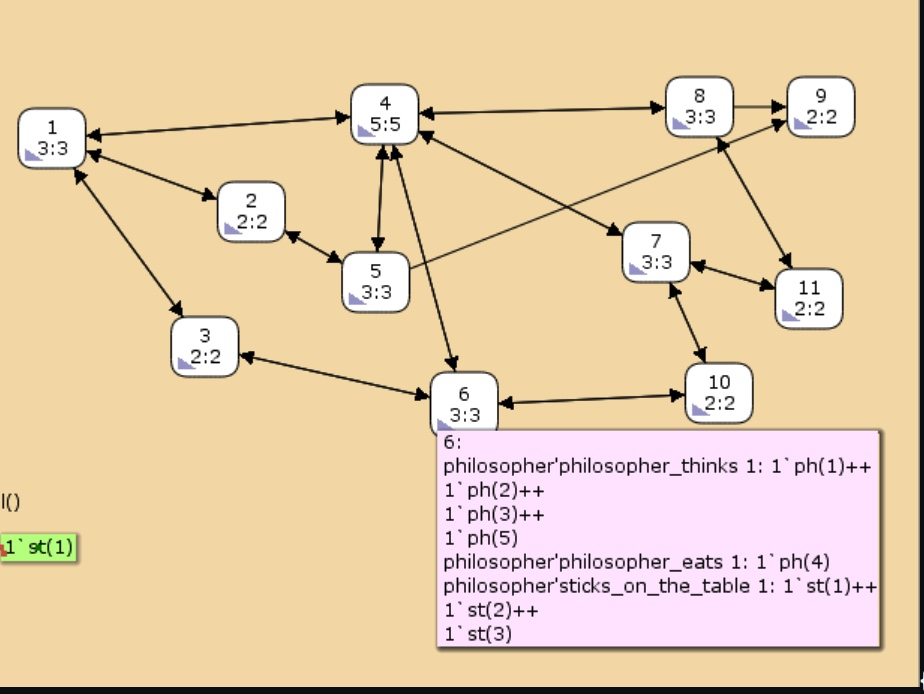 1
3:3
4
5:5
8
3:3
9
2:2
2
2:2
5
3:3
7
3:3
11
2:2
3
2:2
6
3:3
10
2:2
6:
philosopher'philosopher_thinks 1: 1`ph(1)++
1`ph(2)++
1`ph(3)++
1`ph(5)
philosopher'philosopher_eats 1: 1`ph(4)
philosopher'sticks_on_the_table 1: 1`st(1)++
1`st(2)++
1`st(3)
l()
1`st(1)